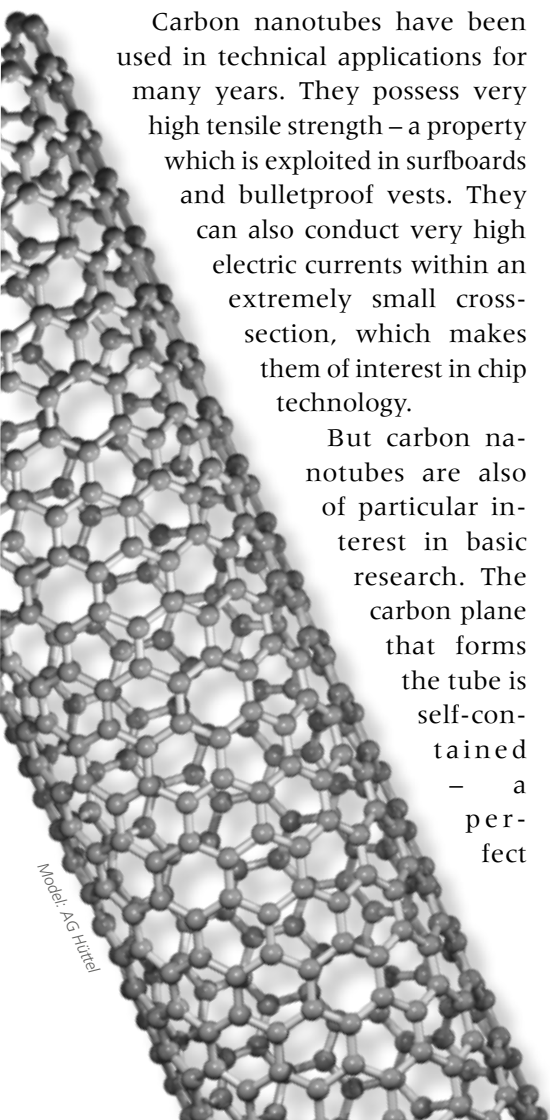 Carbon nanotubes have been
used in technical applications for
many years. They possess very
high tensile strength – a property
which is exploited in surfboards
and bulletproof vests. They
can also conduct very high
electric currents within an
extremely small cross-
section, which makes
them of interest in chip
technology.
But carbon na-
notubes are also
of particular in-
terest in basic
research. The
carbon plane
that forms
the tube is
self-con-
tained
– a
per-
fect
Model: AG Hüttel